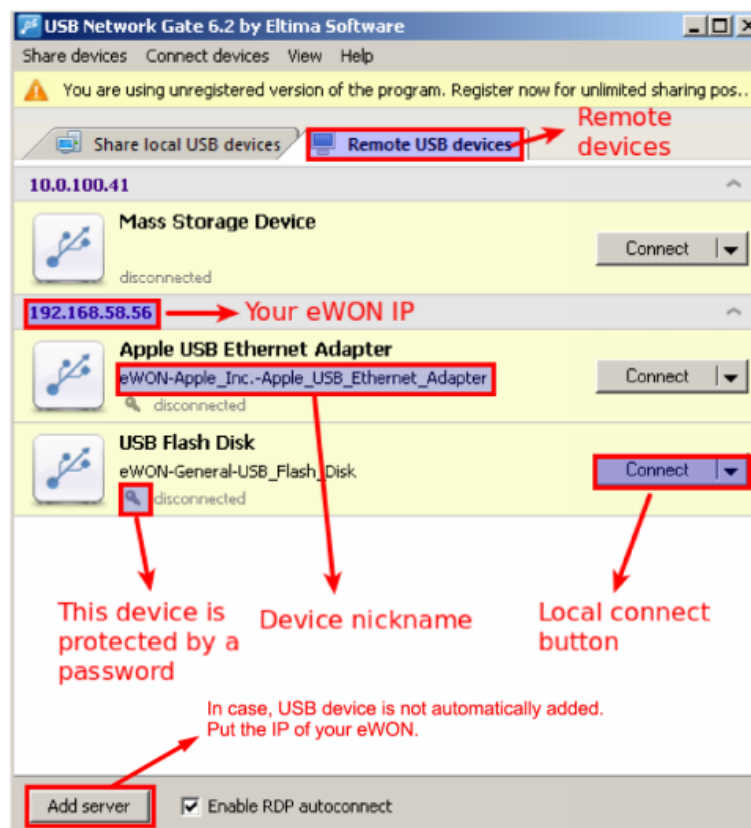 USB Network Gate 6.2 by Eltima Software
Share devices Connect devices View Help
You are using unregistered version of the program. Register now for unlimited sharing pos...
Share local USB devices
Remote USB devices
Remote
devices
10.0.100.41
Mass Storage Device
disconnected
Connect
192.168.58.56
Your eWON IP
Apple USB Ethernet Adapter
eWON-Apple_Inc.-Apple_USB_Ethernet_Adapter
disconnected
Connect
USB Flash Disk
eWON-General-USB_Flash_Disk
disconnected
Connect
This device is
protected by a
password
Device nickname
Local connect
button
In case, USB device is not automatically added.
Put the IP of your eWON.
Add server
Enable RDP autoconnect